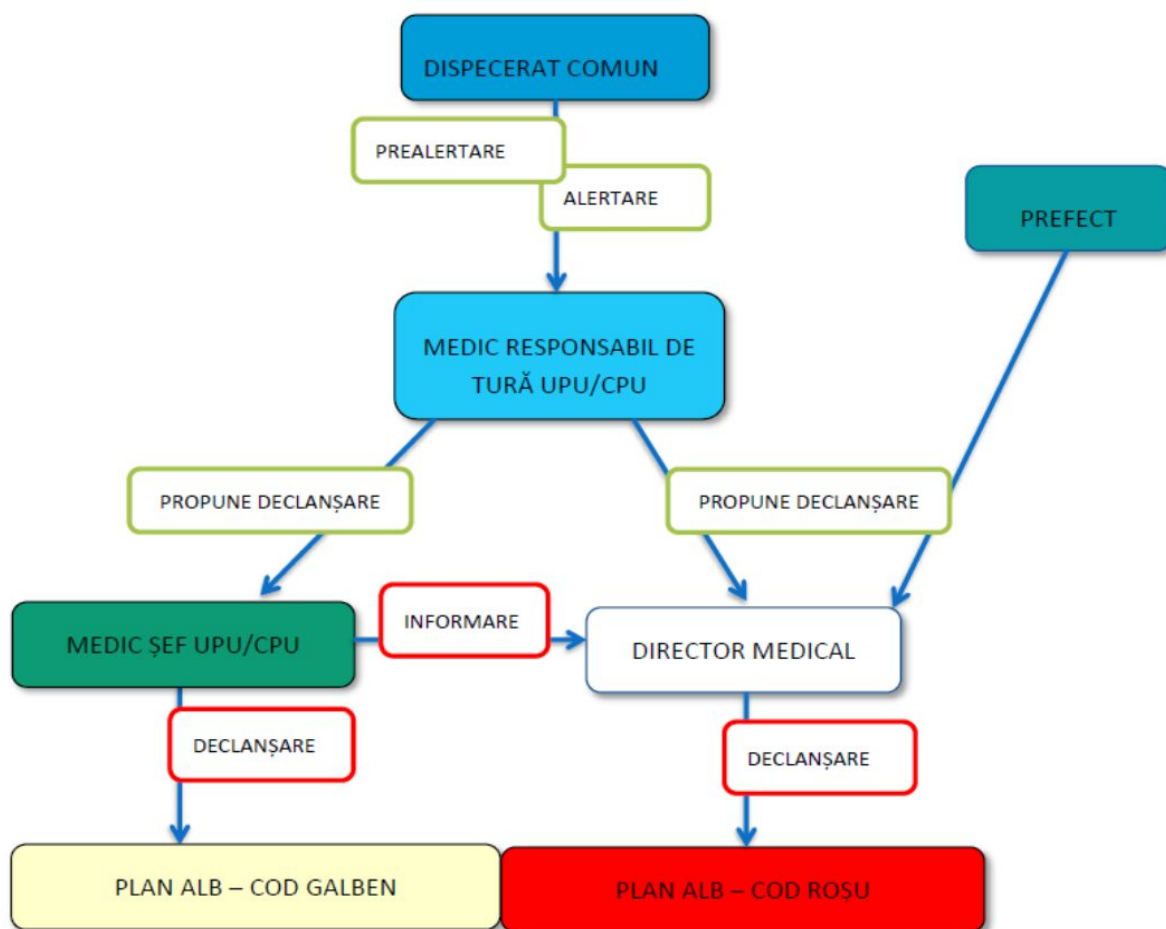 DISPECERAT COMUN
PREALERTARE
ALERTARE
PREFECT
MEDIC RESPONSABIL DE
TURĂ UPU/CPU
PROPUNE DECLANȘARE
PROPUNE DECLANȘARE
MEDIC ȘEF UPU/CPU
INFORMARE
DIRECTOR MEDICAL
DECLANȘARE
DECLANȘARE
PLAN ALB – COD GALBEN
PLAN ALB – COD ROȘU